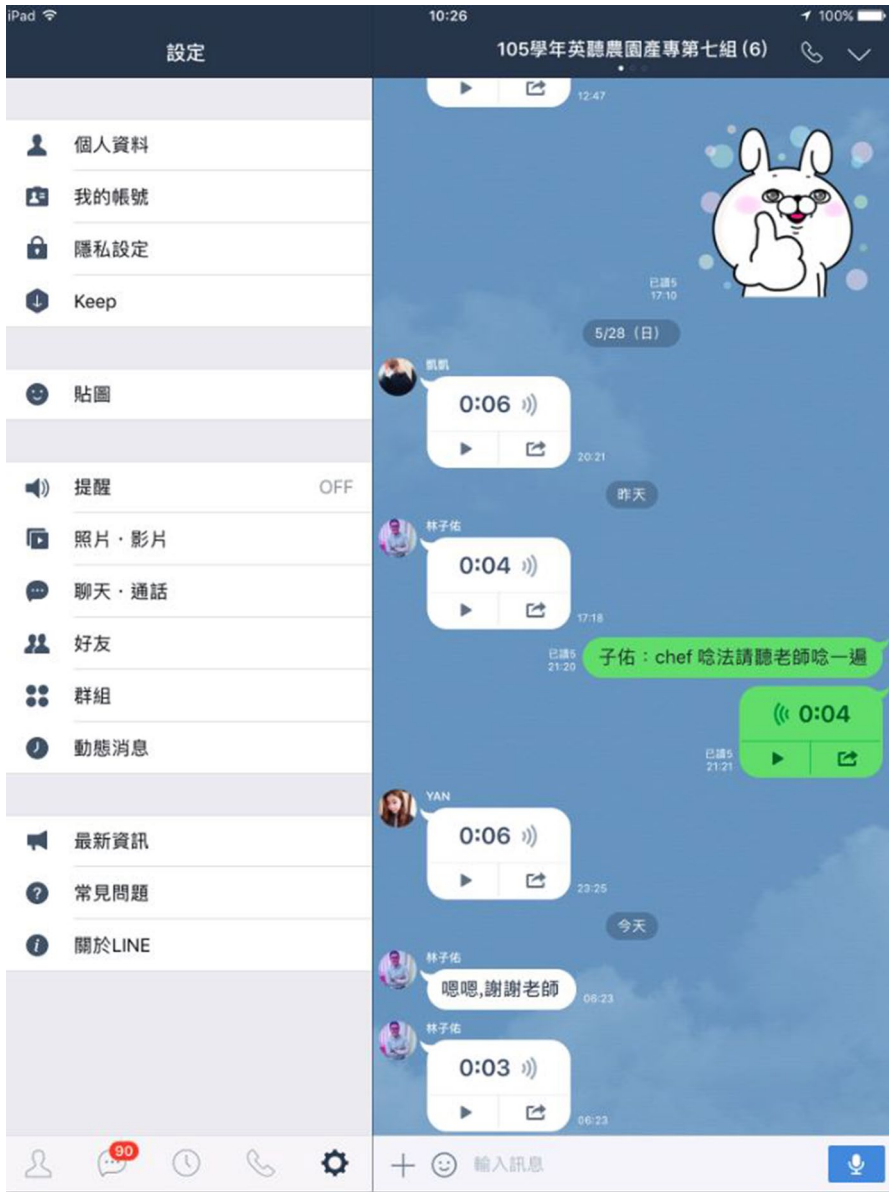 iPad
10:26
100%
設定
個人資料
我的帳號
隱私設定
Keep
貼圖
提醒
OFF
照片・影片
聊天・通話
好友
群組
動態消息
最新資訊
常見問題
關於LINE
90
105學年英聽農園產專第七組 (6)
12:47
已讀5
17:10
5/28（日）
凱凱
0:06
20:21
昨天
林子佑
0:04
17:18
子佑：chef 唸法請聽老師唸一遍
已讀5
21:20
0:04
已讀5
21:21
YAN
0:06
23:25
今天
林子佑
嗯嗯,謝謝老師
06:23
林子佑
0:03
06:23
輸入訊息